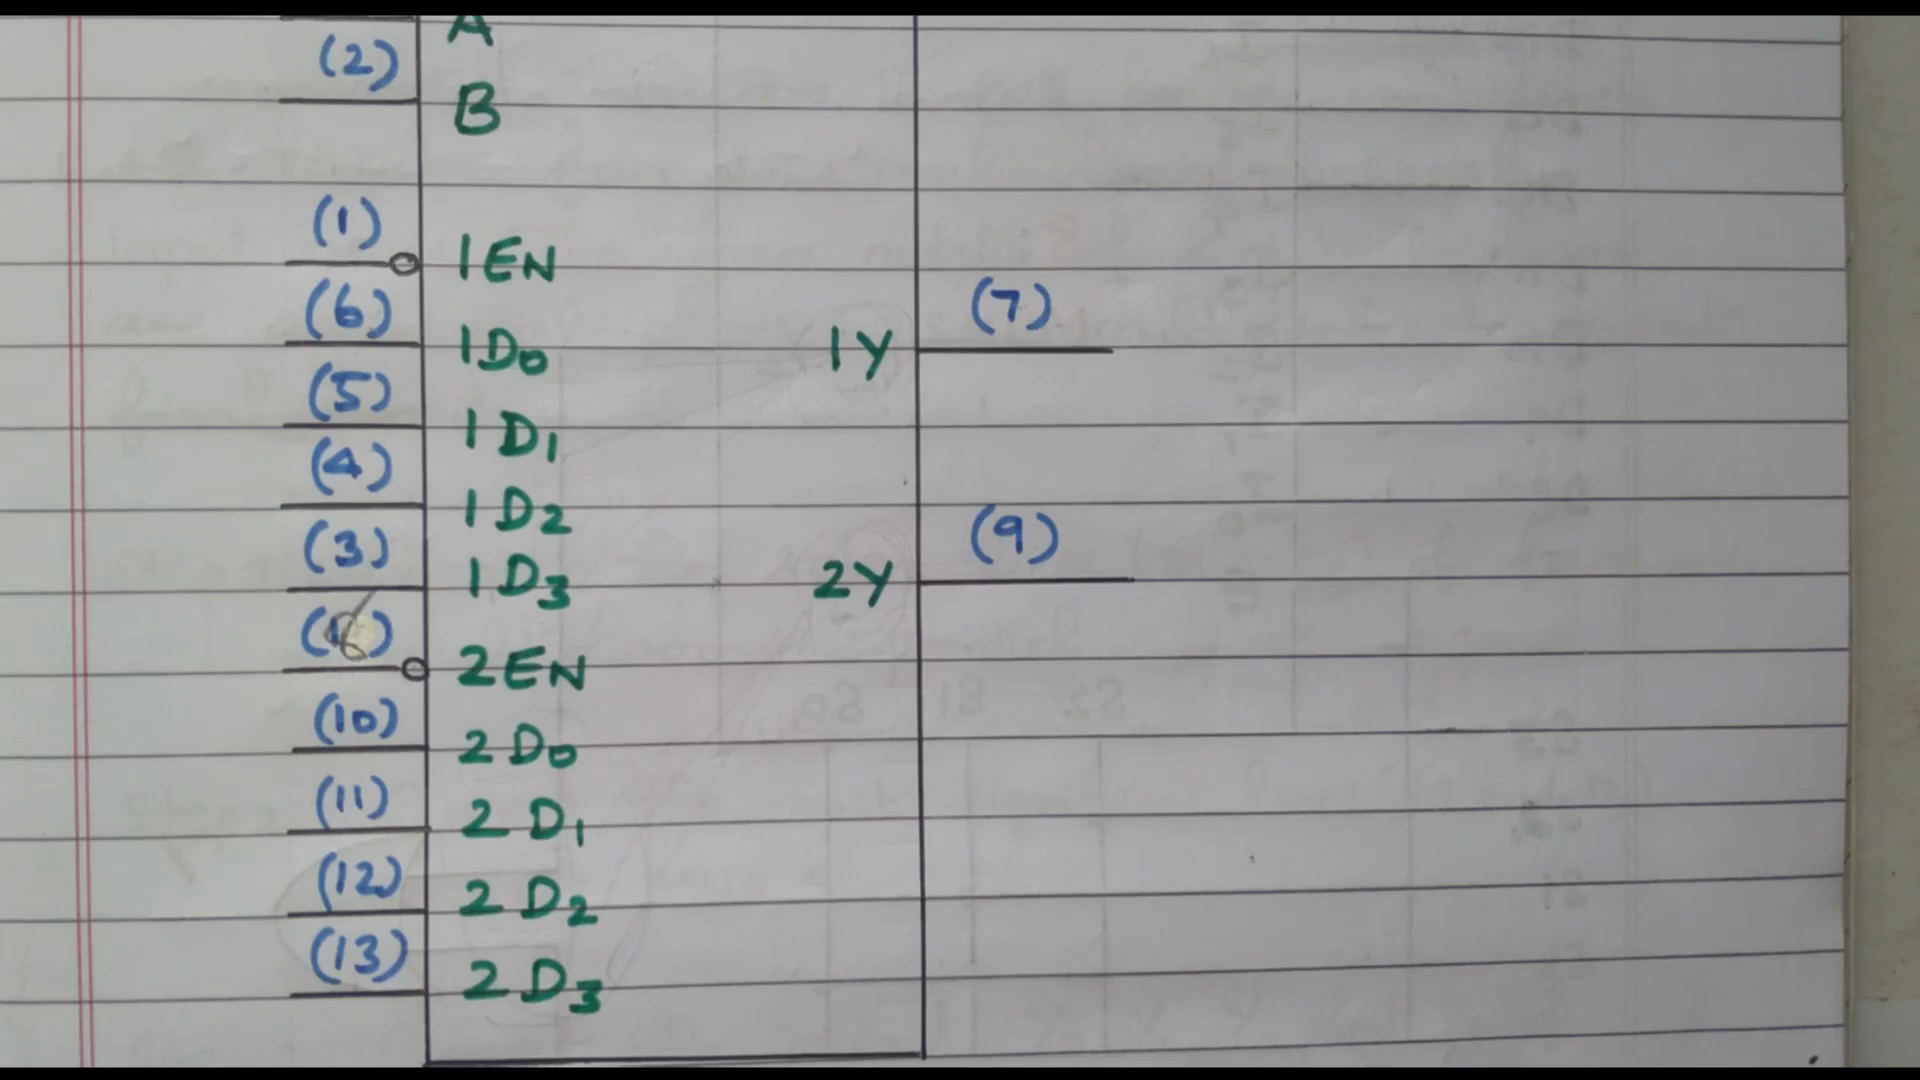 A
(2)
B
(1)
1EN
(6)
1D0
1Y
(7)
(5)
1D1
(4)
1D2
(3)
1D3
2Y
(9)
2EN
(10)
2D0
(11)
2D1
(12)
2D2
(13)
2D3